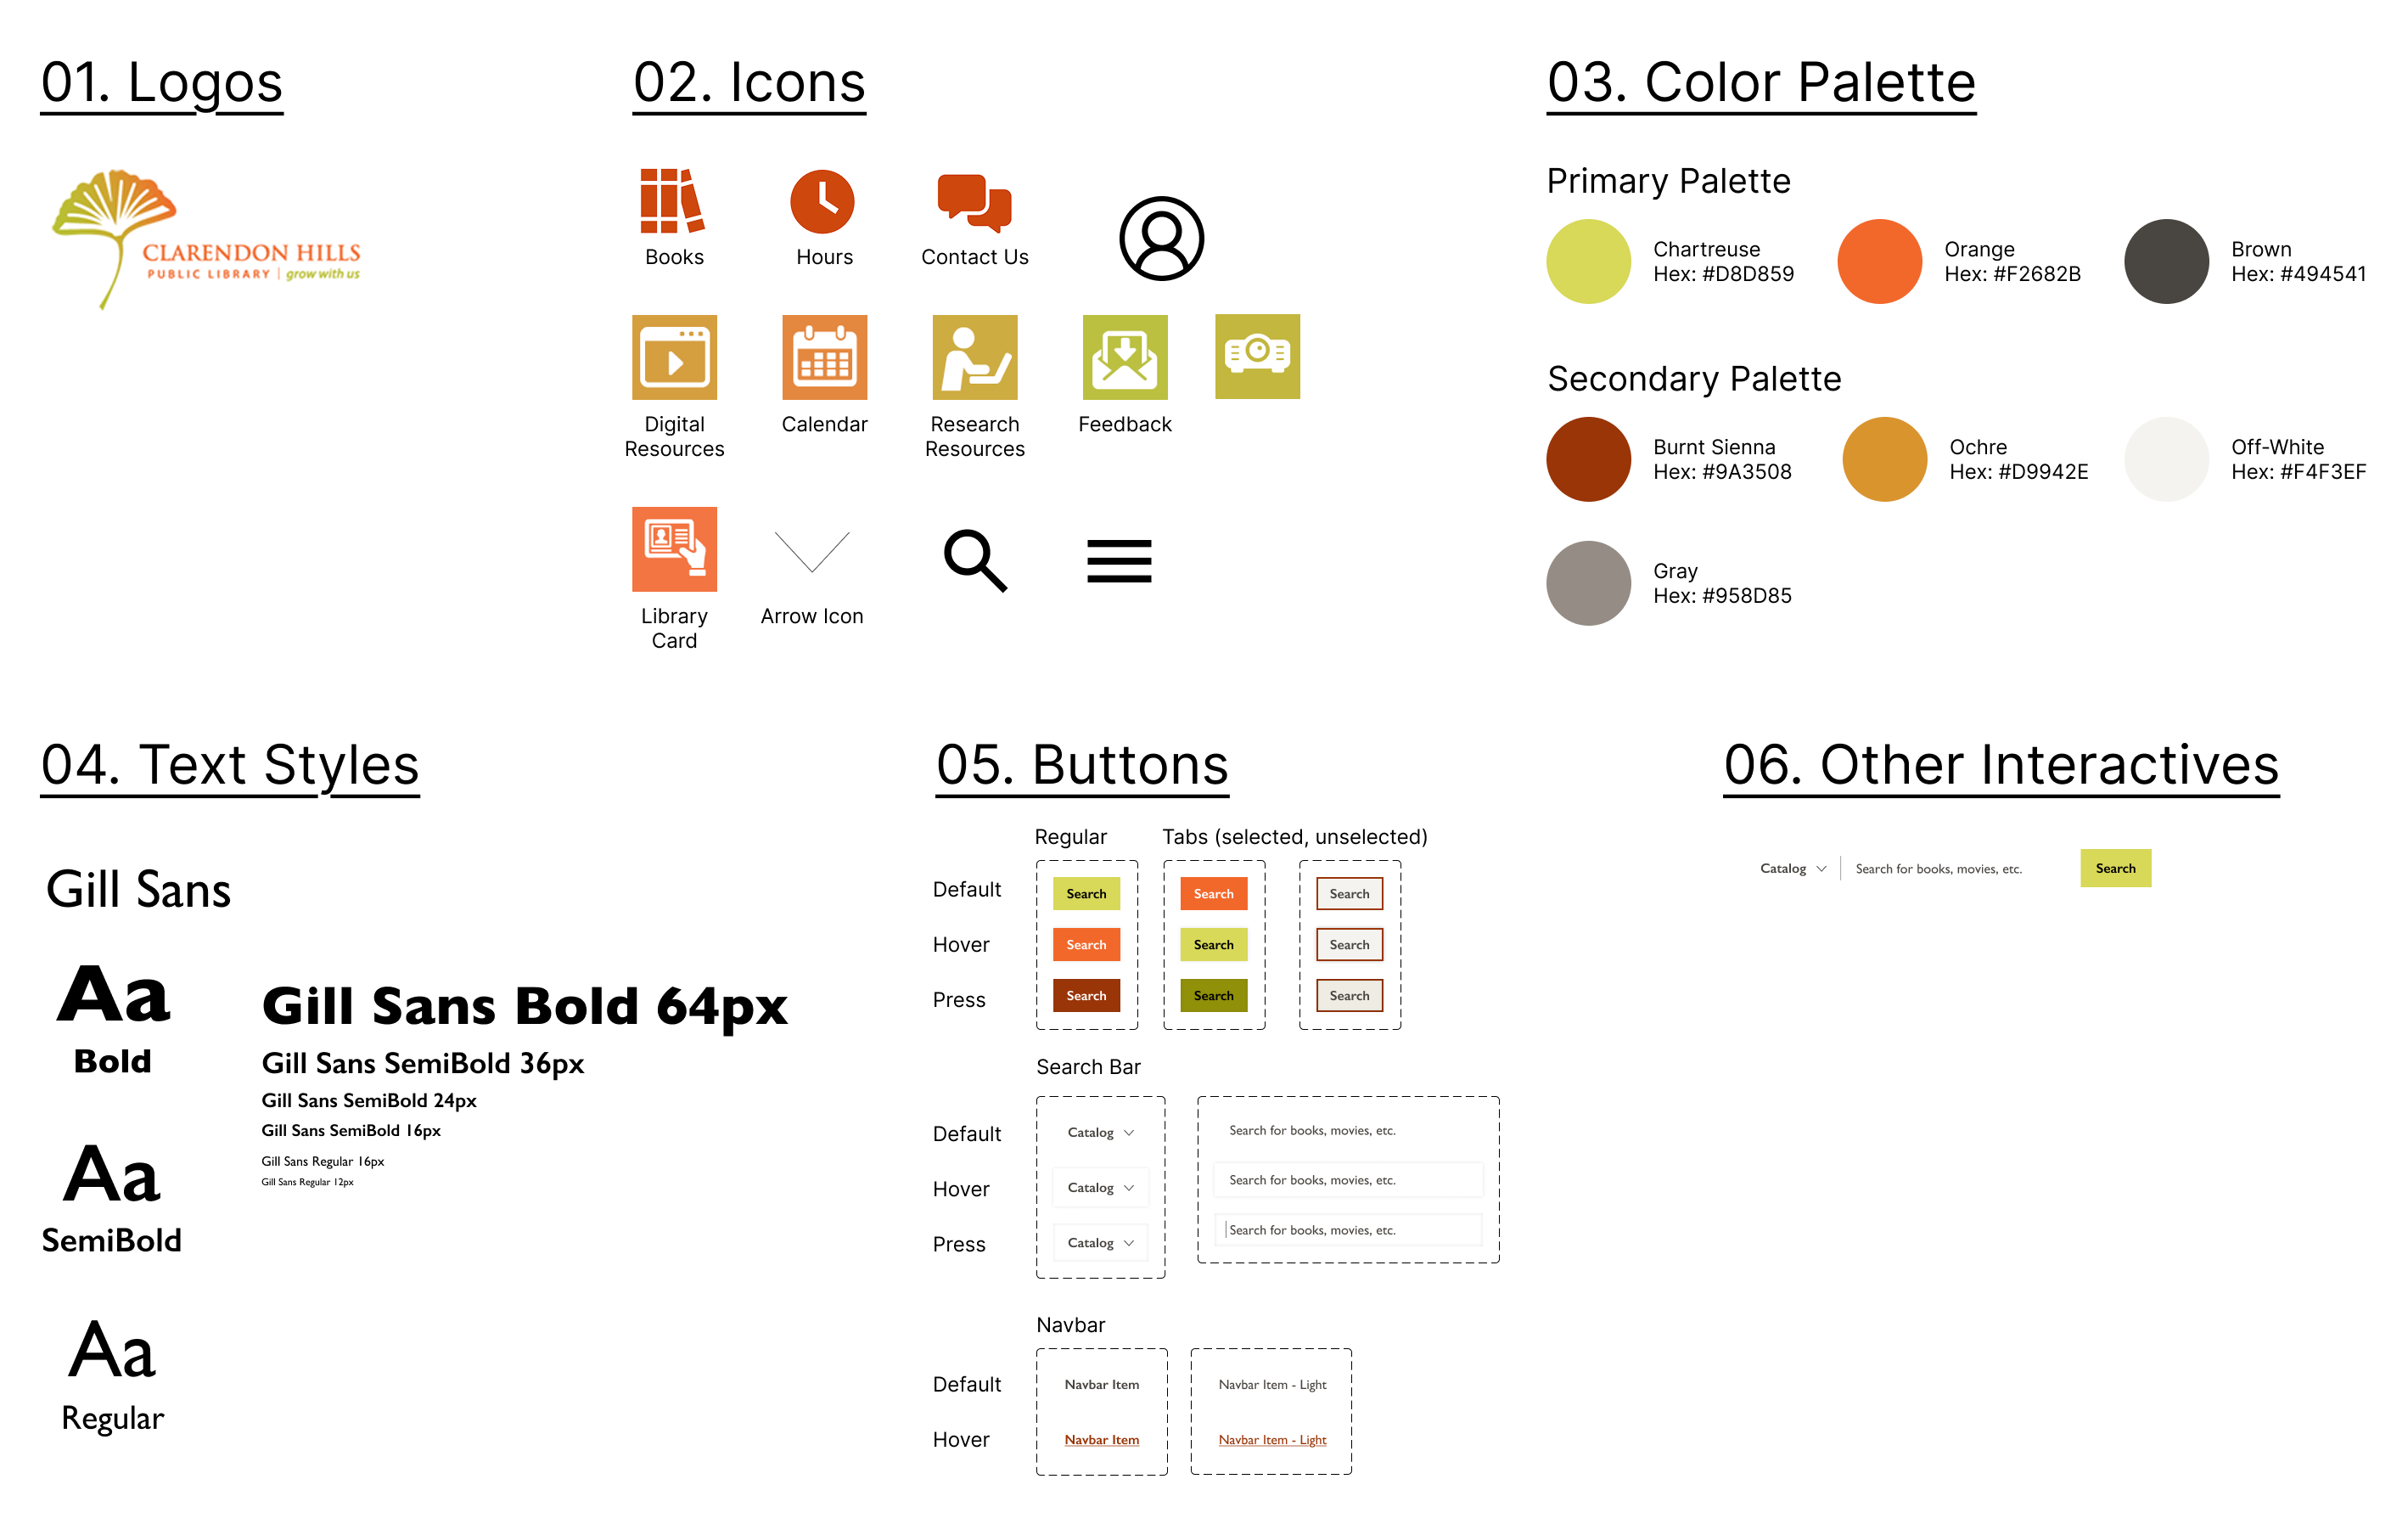 01. Logos
CLARENDON HILLS
PUBLIC LIBRARY | grow with us
02. Icons
Books
Hours
Contact Us
Digital
Resources
Calendar
Research
Resources
Feedback
Library
Card
Arrow Icon
03. Color Palette
Primary Palette
Chartreuse
Hex: #D8D859
Orange
Hex: #F2682B
Brown
Hex: #494541
Secondary Palette
Burnt Sienna
Hex: #9A3508
Ochre
Hex: #D9942E
Off-White
Hex: #F4F3EF
Gray
Hex: #958D85
04. Text Styles
Gill Sans
Aa
Bold
Aa
SemiBold
Aa
Regular
Gill Sans Bold 64px
Gill Sans SemiBold 36px
Gill Sans SemiBold 24px
Gill Sans SemiBold 16px
Gill Sans Regular 16px
Gill Sans Regular 12px
05. Buttons
Regular
Tabs (selected, unselected)
Default
Search
Search
Search
Hover
Search
Search
Search
Press
Search
Search
Search
Search Bar
Default
Catalog
Search for books, movies, etc.
Hover
Catalog
Search for books, movies, etc.
Press
Catalog
Search for books, movies, etc.
Navbar
Default
Navbar Item
Navbar Item - Light
Hover
Navbar Item
Navbar Item - Light
06. Other Interactives
Catalog
Search for books, movies, etc.
Search